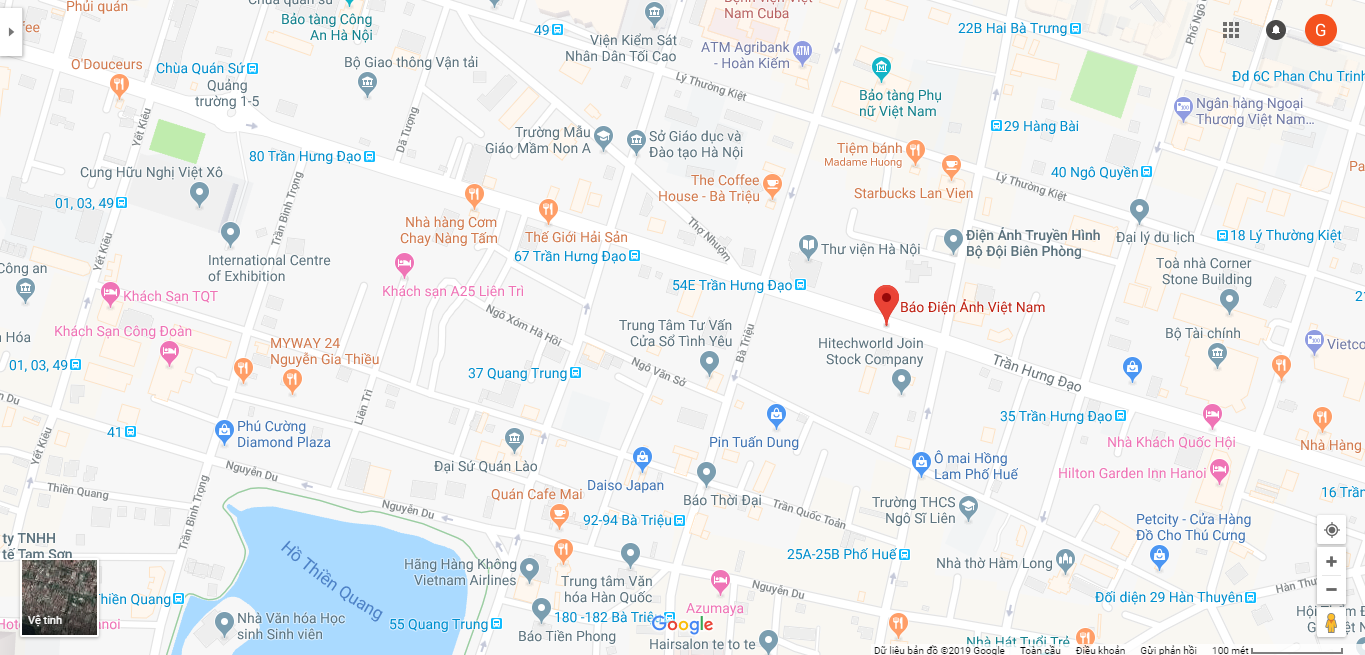 Phủi quán
Bảo tàng Công
An Hà Nội
49
Viện Kiểm Sát
Nhân Dân Tối Cao
Nam Cuba
ATM Agribank
- Hoàn Kiếm
22B Hai Bà Trưng
G
O'Douceurs
Chùa Quán Sứ
Quảng
trường 1-5
Bộ Giao thông Vận tải
Lý Thường Kiệt
Bảo tàng Phụ
nữ Việt Nam
Đd 6C Phan Chu Trinh
Ngân hàng Ngoại
Thương Việt Nam...
Yết Kiêu
Dã Tượng
Trường Mẫu
Giáo Mầm Non A
Sở Giáo dục và
Đào tạo Hà Nội
29 Hàng Bài
80 Trần Hưng Đạo
Tiệm bánh
Madame Huong
Cung Hữu Nghị Việt Xô
Trần Bình Trọng
The Coffee
House - Bà Triệu
Starbucks Lan Vien
Lý Thường Kiệt
40 Ngô Quyền
01, 03, 49
Nhà hàng Cơm
Chay Nàng Tấm
Thế Giới Hải Sản
67 Trần Hưng Đạo
Thợ Nhuộm
Thư viện Hà Nội
Điện Ảnh Truyền Hình
Bộ Đội Biên Phòng
Đại lý du lịch
18 Lý Thường Kiệt
Yết Kiêu
International Centre
of Exhibition
Công an
Khách sạn A25 Liên Trì
54E Trần Hưng Đạo
Toà nhà Corner
Stone Building
Khách Sạn TQT
Ngõ Xóm Hà Hồi
Báo Điện Ảnh Việt Nam
Khách Sạn Công Đoàn
Trung Tâm Tư Vấn
Cửa Sổ Tình Yêu
Bà Triệu
Hitechworld Join
Stock Company
Bộ Tài chính
MYWAY 24
Nguyễn Gia Thiều
01, 03, 49
37 Quang Trung
Ngõ Vân Sở
Trần Hưng Đạo
Liên Trì
41
Phú Cường
Diamond Plaza
Pin Tuấn Dung
35 Trần Hưng Đạo
Nhà Khách Quốc Hội
Nhà Hàng
Yết Kiêu
Nguyễn Du
Đại Sứ Quán Lào
Daiso Japan
Ô mai Hồng
Lam Phố Huế
Hilton Garden Inn Hanoi
Thiền Quang
Trần Bình Trọng
Quán Cafe Mai
Nguyễn Du
Báo Thời Đại
Trần Quốc Toản
Trường THCS
Ngô Sĩ Liên
92-94 Bà Triệu
Petcity - Cửa Hàng
Đồ Cho Thú Cưng
ty TNHH
tế Tam Sơn
Hồ Thiền Quang
Hãng Hàng Không
Vietnam Airlines
25A-25B Phố Huế
Nhà thờ Hàm Long
Trung tâm Văn
hóa Hàn Quốc
Nguyễn Du
Đối diện 29 Hàn Thuyên
Thiền Quang
Vệ tinh
Nhà Văn hóa Học
sinh Sinh viên
55 Quang Trung
180 -182 Bà Triệu
Azumaya
Google
Báo Tiền Phong
Hairsalon te to te
Nhà Hát Tuổi Trẻ
Dữ liệu bản đồ ©2019 Google
Toàn cầu
Điều khoản
Gửi phản hồi
100 mét